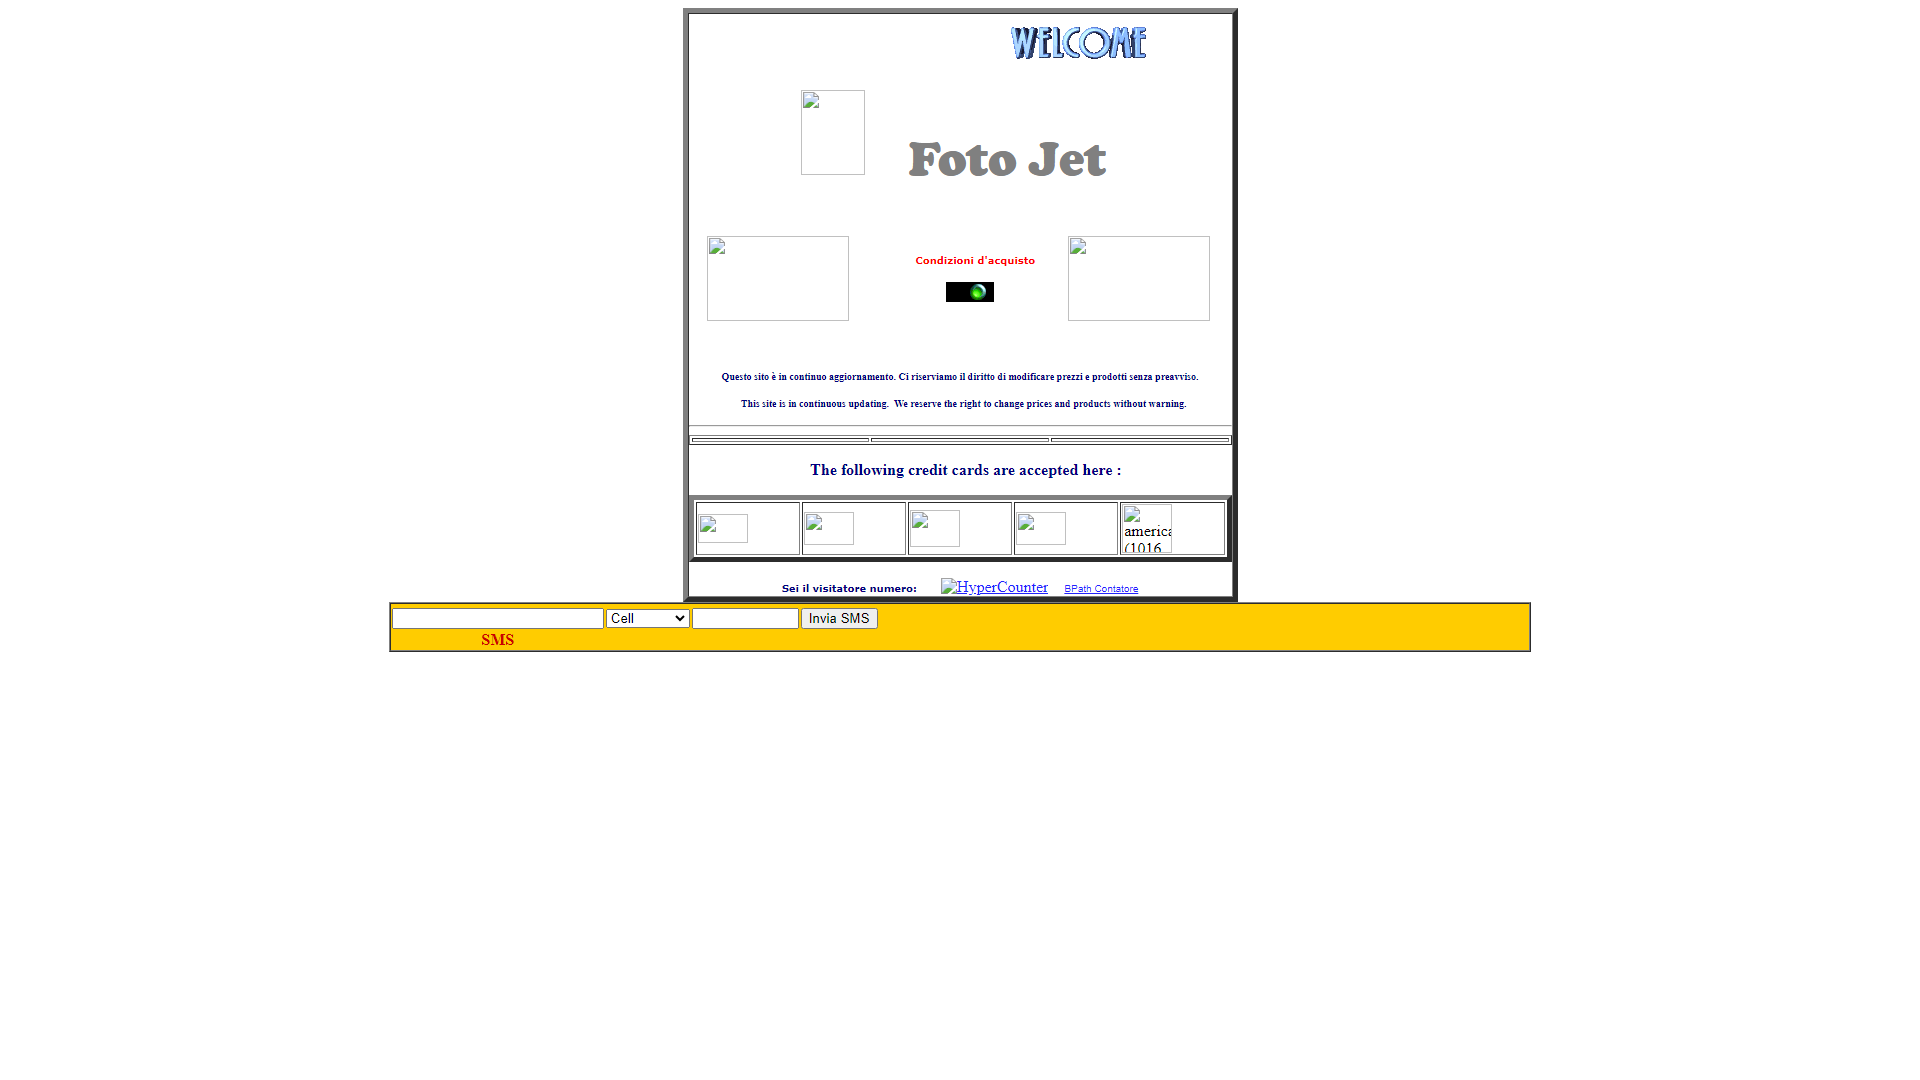 WELCOME
Foto Jet
Condizioni d'acquisto
Questo sito è in continuo aggiornamento. Ci riserviamo il diritto di modificare prezzi e prodotti senza preavviso.
This site is in continuous updating.  We reserve the right to change prices and products without warning.
The following credit cards are accepted here :
america
(1016
Sei il visitatore numero: HyperCounter BPath Contatore
Cell Invia SMS
SMS